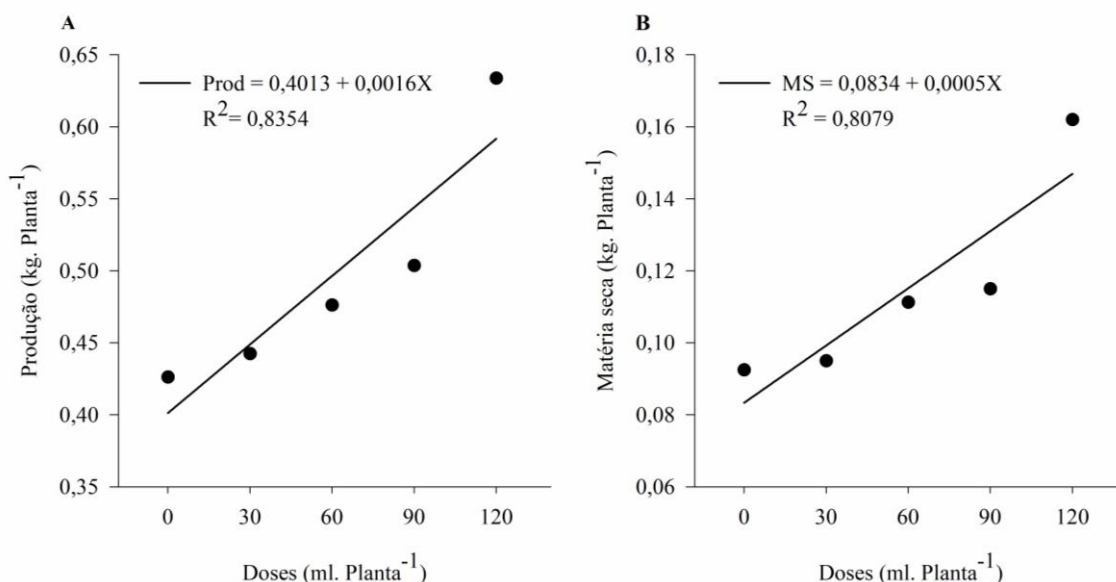 A
Produção (kg. Planta⁻¹)
0,65
0,60
0,55
0,50
0,45
0,40
0,35
Prod = 0,4013 + 0,0016X
R² = 0,8354
0 30 60 90 120
Doses (ml. Planta⁻¹)
B
Matéria seca (kg. Planta⁻¹)
0,18
0,16
0,14
0,12
0,10
0,08
0,06
MS = 0,0834 + 0,0005X
R² = 0,8079
0 30 60 90 120
Doses (ml. Planta⁻¹)